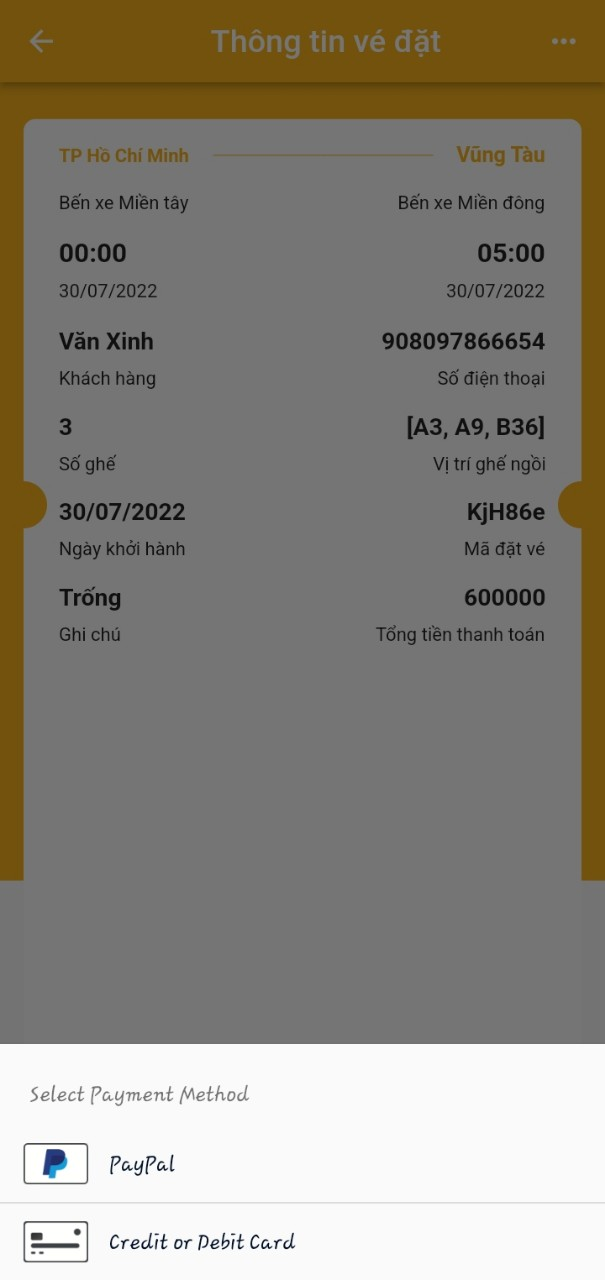 Thông tin vé đặt
TP Hồ Chí Minh Vũng Tàu
Bến xe Miền tây Bến xe Miền đông
00:00 05:00
30/07/2022 30/07/2022
Văn Xinh 908097866654
Khách hàng Số điện thoại
3 [A3, A9, B36]
Số ghế Vị trí ghế ngồi
30/07/2022 KjH86e
Ngày khởi hành Mã đặt vé
Trống 600000
Ghi chú Tổng tiền thanh toán
Select Payment Method
PayPal
Credit or Debit Card